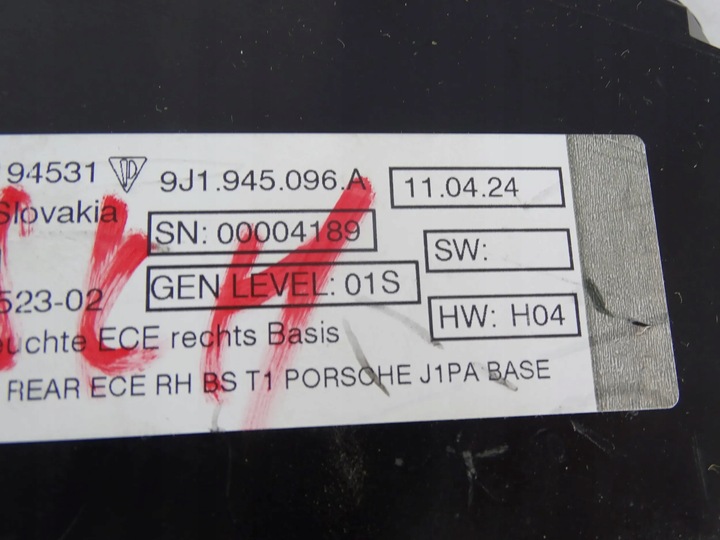 94531 9J1.945.096.A 11.04.24
Slovakia SN: 00004189 SW:
523-02 GEN LEVEL: 01S HW: H04
euchte ECE rechts Basis
REAR ECE RH BS T1 PORSCHE J1PA BASE